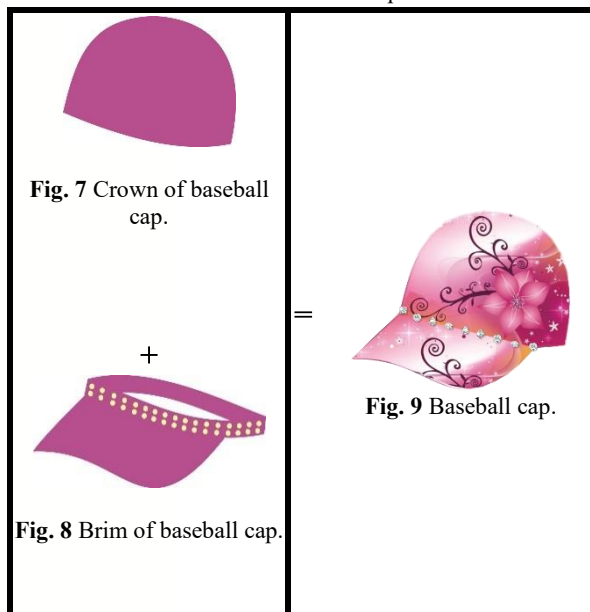 Fig. 7 Crown of baseball
cap.
+
Fig. 8 Brim of baseball cap.
=
Fig. 9 Baseball cap.